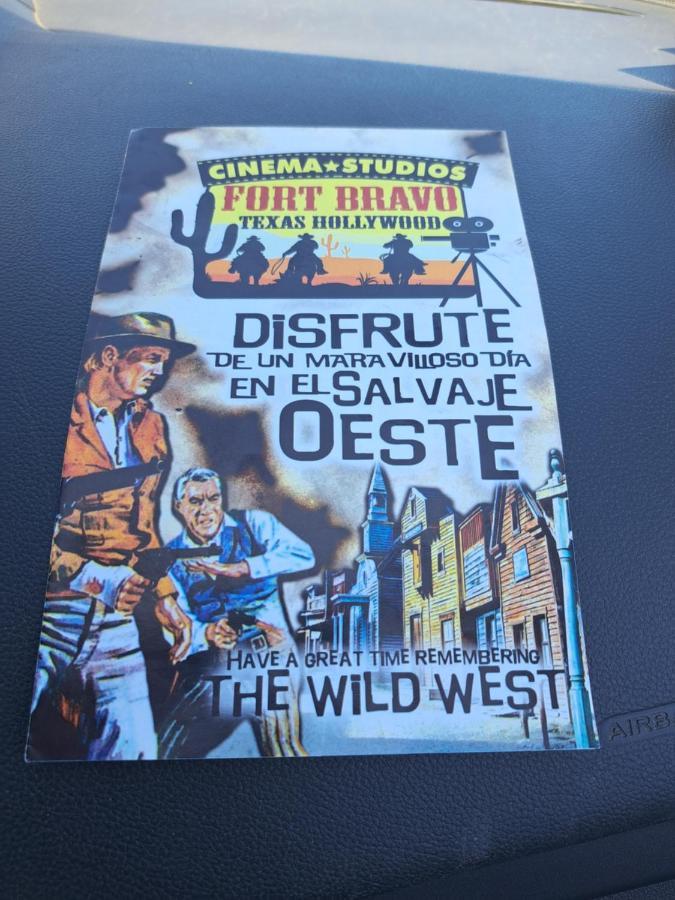 CINEMA★STUDIOS
FORT BRAVO
TEXAS HOLLYWOOD
DISFRUTE
DE UN MARAVILLOSO DÍA
EN EL SALVAJE
OESTE
HAVE A GREAT TIME REMEMBERING
THE WILD WEST